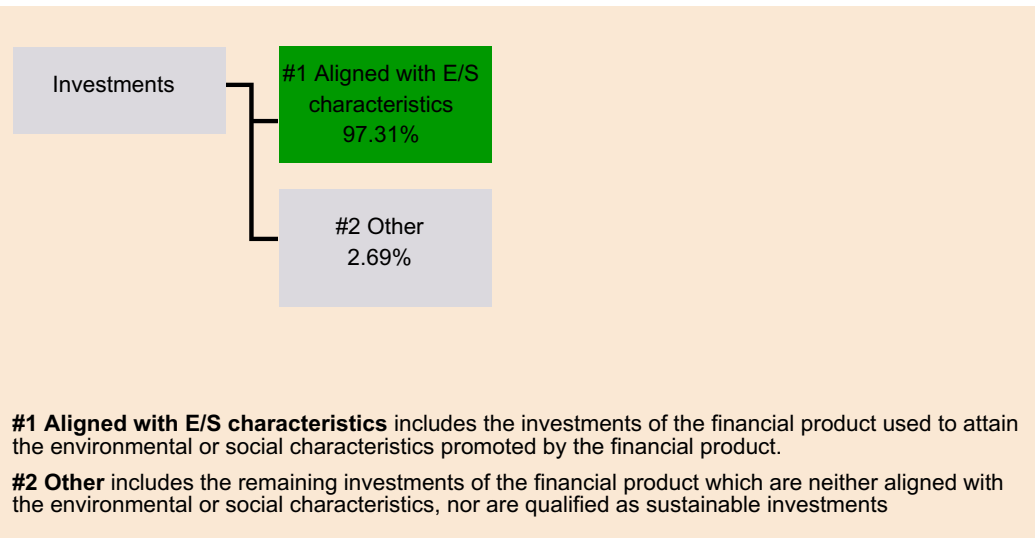 Investments
#1 Aligned with E/S
characteristics
97.31%
#2 Other
2.69%
#1 Aligned with E/S characteristics includes the investments of the financial product used to attain
the environmental or social characteristics promoted by the financial product.
#2 Other includes the remaining investments of the financial product which are neither aligned with
the environmental or social characteristics, nor are qualified as sustainable investments